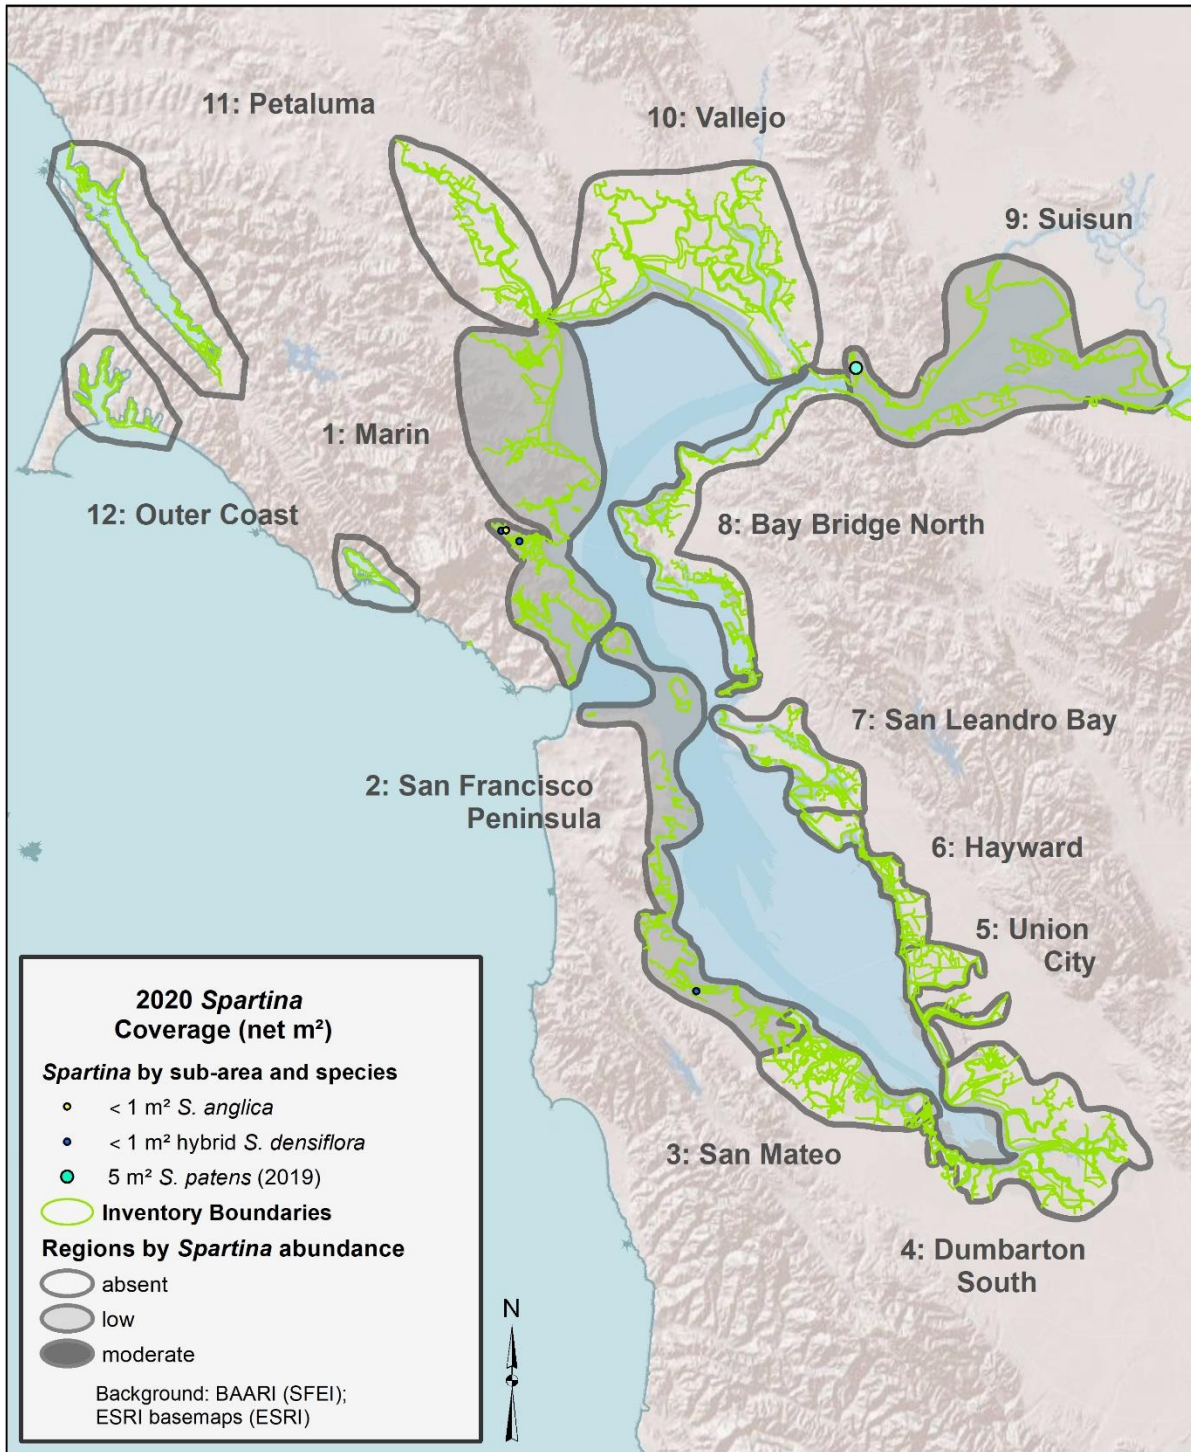 11: Petaluma
10: Vallejo
9: Suisun
1: Marin
12: Outer Coast
8: Bay Bridge North
7: San Leandro Bay
2: San Francisco
Peninsula
6: Hayward
5: Union
City
3: San Mateo
4: Dumbarton
South
2020 Spartina
Coverage (net m²)
Spartina by sub-area and species
< 1 m² S. anglica
< 1 m² hybrid S. densiflora
5 m² S. patens (2019)
Inventory Boundaries
Regions by Spartina abundance
absent
low
moderate
Background: BAARI (SFEI);
ESRI basemaps (ESRI)
N